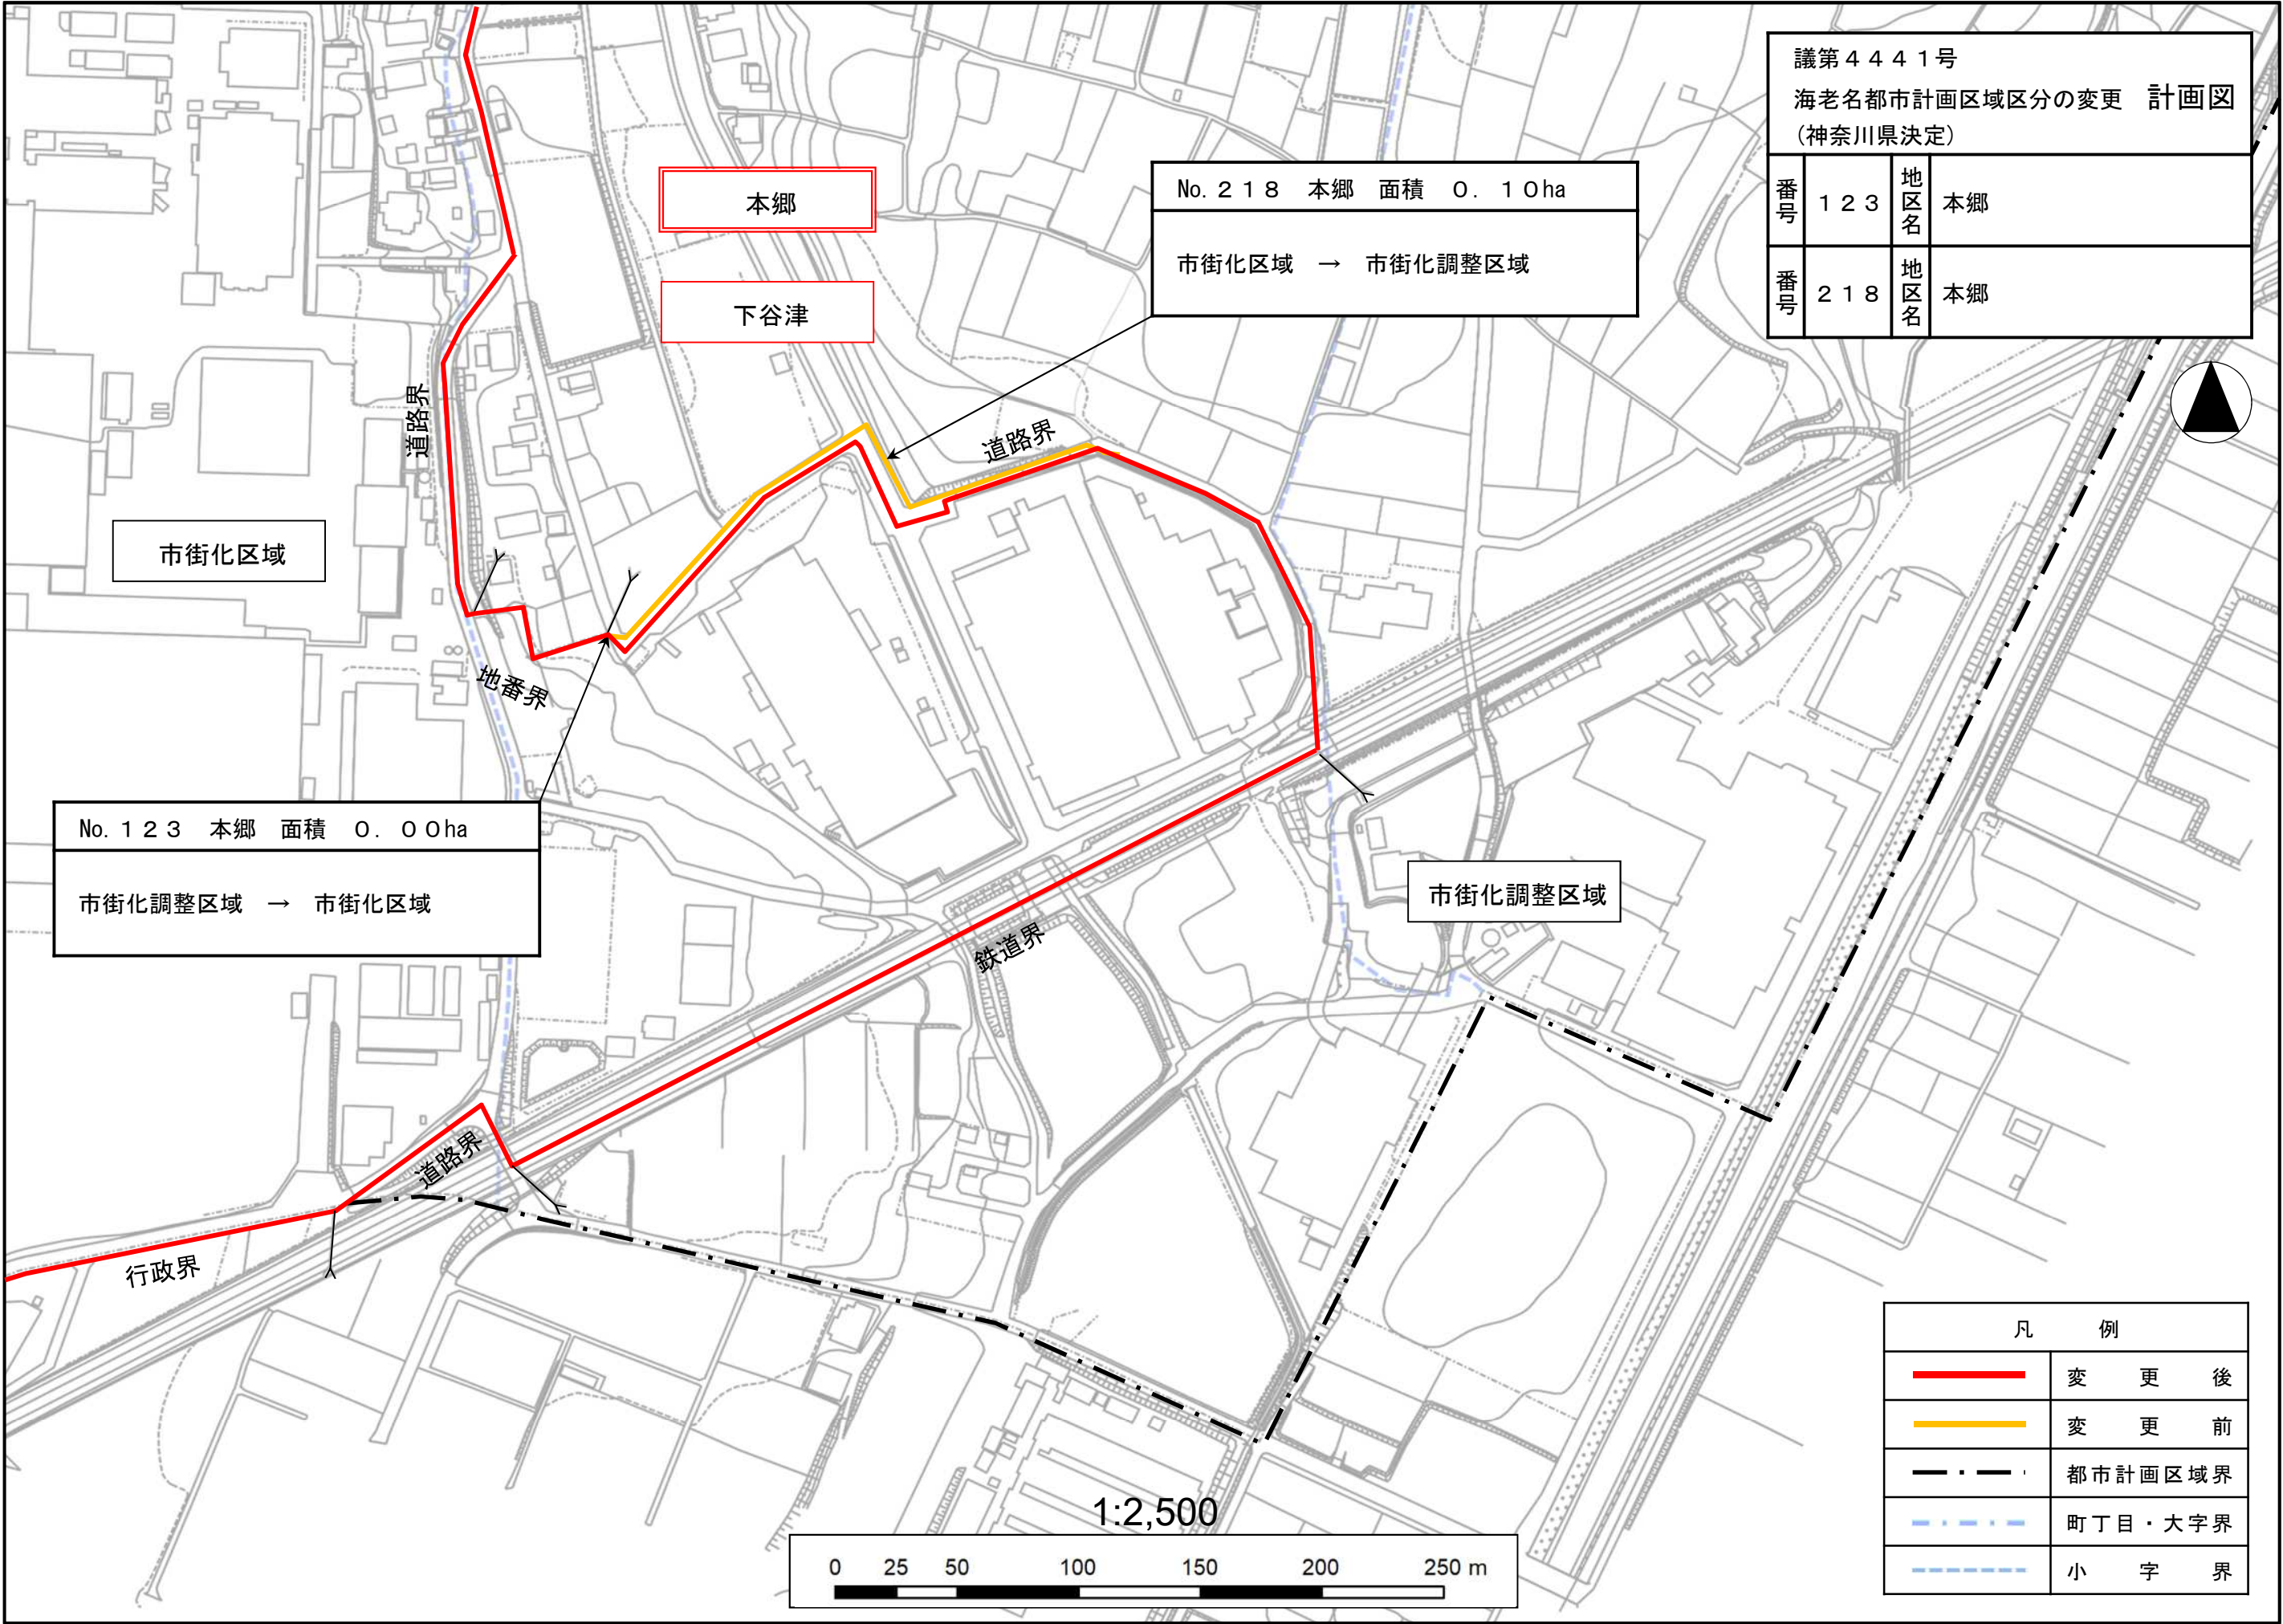 議第４４４１号
海老名都市計画区域区分の変更　計画図
（神奈川県決定）
番号　１２３　地区名　本郷
番号　２１８　地区名　本郷
本郷
下谷津
No.２１８　本郷　面積　０．１０ha
市街化区域　→　市街化調整区域
道路界
道路界
市街化区域
地番界
No.１２３　本郷　面積　０．００ha
市街化調整区域　→　市街化区域
市街化調整区域
鉄道界
道路界
行政界
凡　例
変　更　後
変　更　前
都市計画区域界
町丁目・大字界
小　字　界
1:2,500
0 25 50 100 150 200 250 m